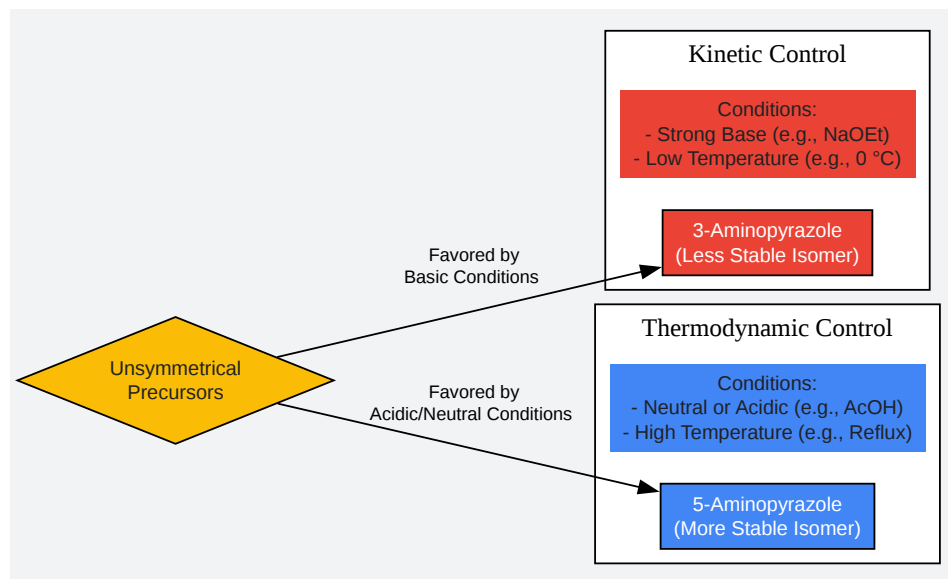 Kinetic Control
Conditions:
- Strong Base (e.g., NaOEt)
- Low Temperature (e.g., 0 °C)
3-Aminopyrazole
(Less Stable Isomer)
Favored by
Basic Conditions
Unsymmetrical
Precursors
Favored by
Acidic/Neutral Conditions
Thermodynamic Control
Conditions:
- Neutral or Acidic (e.g., AcOH)
- High Temperature (e.g., Reflux)
5-Aminopyrazole
(More Stable Isomer)